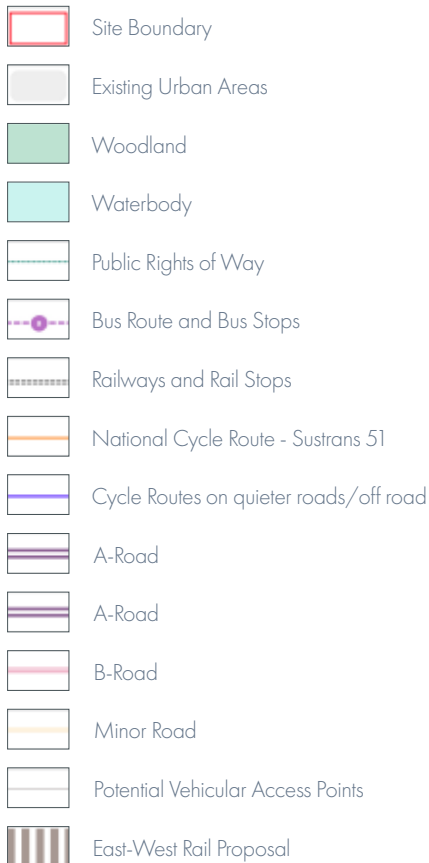 Site Boundary
Existing Urban Areas
Woodland
Waterbody
Public Rights of Way
Bus Route and Bus Stops
Railways and Rail Stops
National Cycle Route - Sustrans 51
Cycle Routes on quieter roads/off road
A-Road
A-Road
B-Road
Minor Road
Potential Vehicular Access Points
East-West Rail Proposal